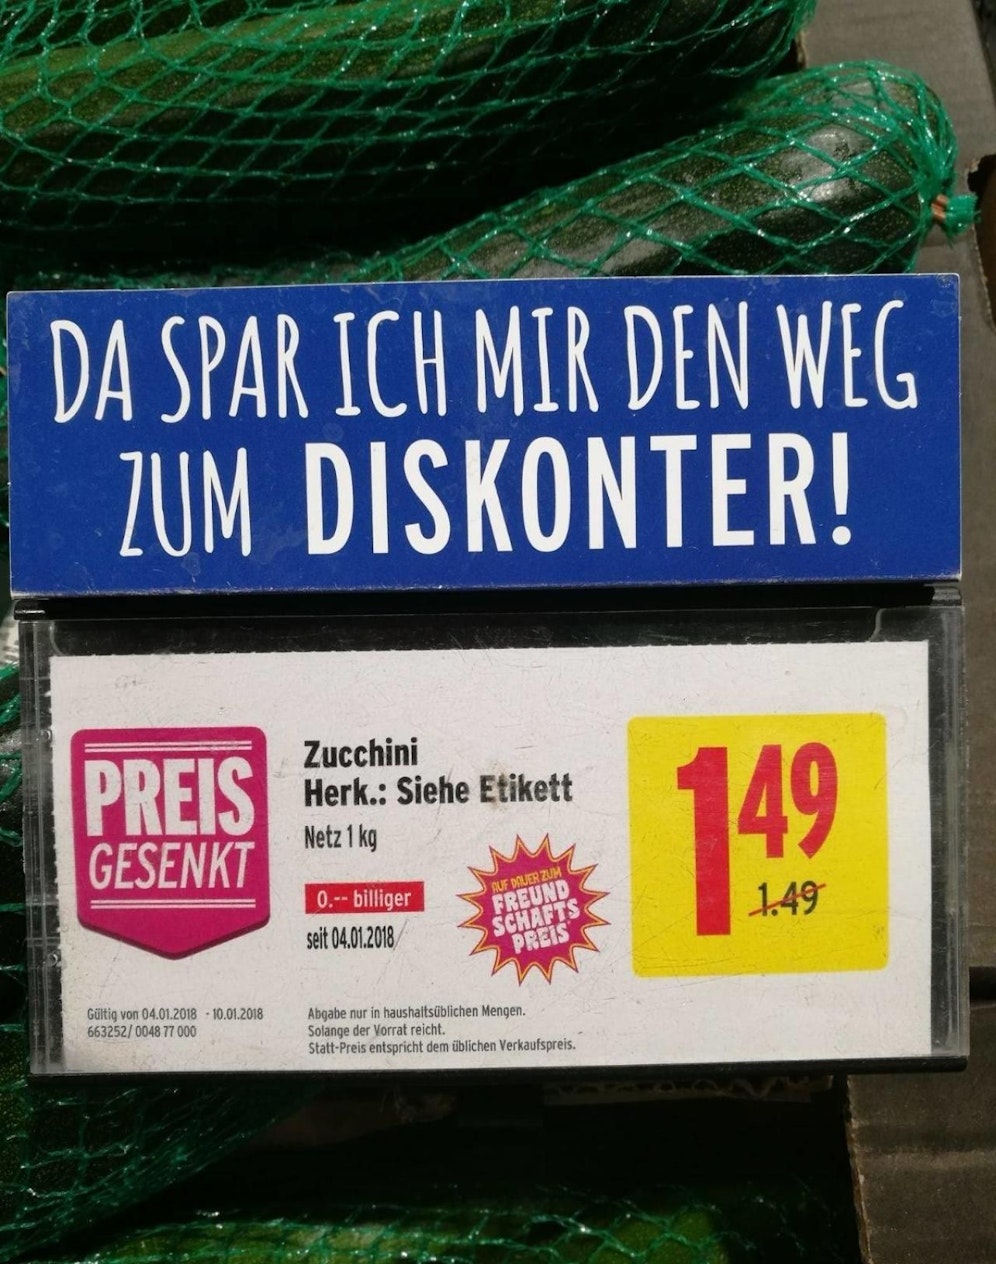 DA SPAR ICH MIR DEN WEG
ZUM DISKONTER!
PREIS
GESENKT
Zucchini
Herk.: Siehe Etikett
Netz 1 kg
0.-- billiger
seit 04.01.2018
AUF DAUER ZUM
FREUND
SCHAFTS
PREIS
1 49
1.49
Gültig von 04.01.2018 - 10.01.2018
663252/ 0048 77 000
Abgabe nur in haushaltsüblichen Mengen.
Solange der Vorrat reicht.
Statt-Preis entspricht dem üblichen Verkaufspreis.